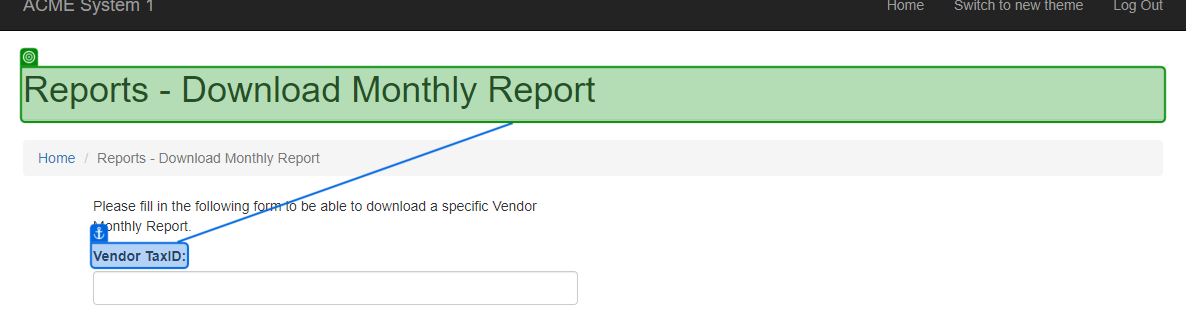 ACME System 1 Home Switch to new theme Log Out
Reports - Download Monthly Report
Home / Reports - Download Monthly Report
Please fill in the following form to be able to download a specific Vendor
Monthly Report.
Vendor TaxID: